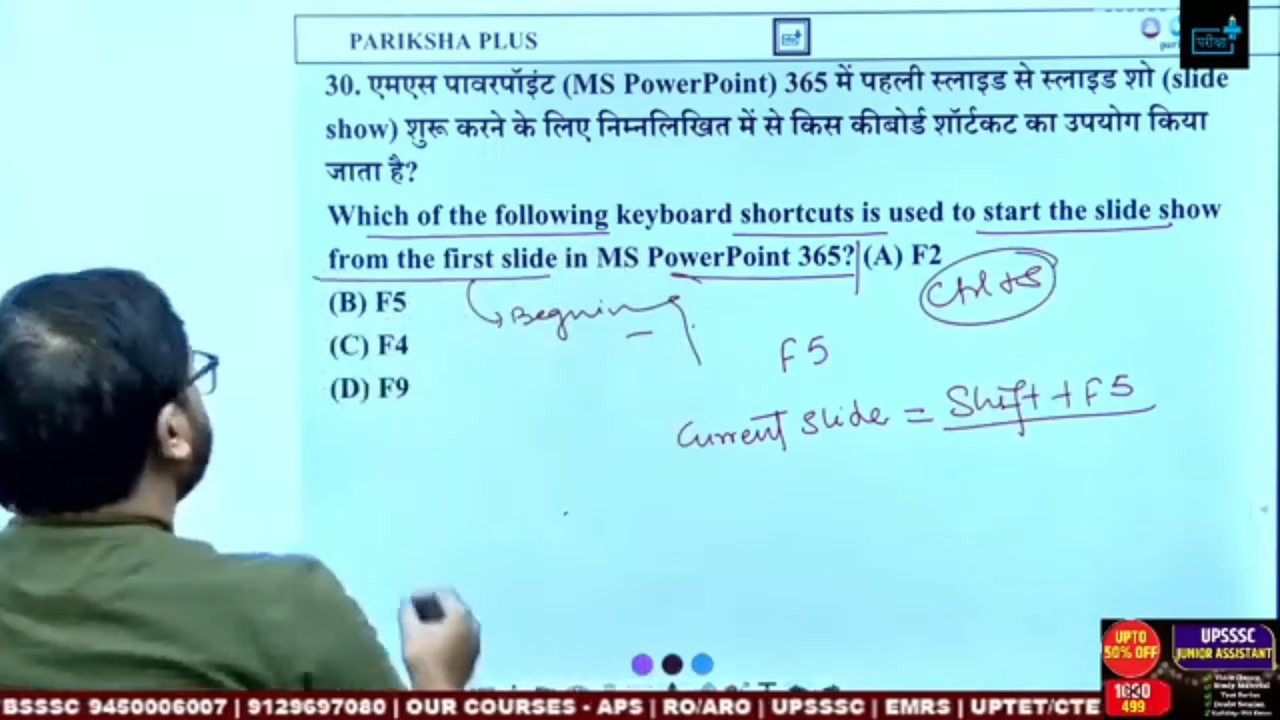 PARIKSHA PLUS
परीक्षा
30. एमएस पावरपॉइंट (MS PowerPoint) 365 में पहली स्लाइड से स्लाइड शो (slide
show) शुरू करने के लिए निम्नलिखित में से किस कीबोर्ड शॉर्टकट का उपयोग किया
जाता है?
Which of the following keyboard shortcuts is used to start the slide show
from the first slide in MS PowerPoint 365? (A) F2
(B) F5
(C) F4
(D) F9
Begnining
F5
Current Slide = Shift + F5
UPTO
50% OFF
UPSSSC
JUNIOR ASSISTANT
499
BSSSC 9450006007 | 9129697080 | OUR COURSES - APS | RO/ARO | UPSSSC | EMRS | UPTET/CTE